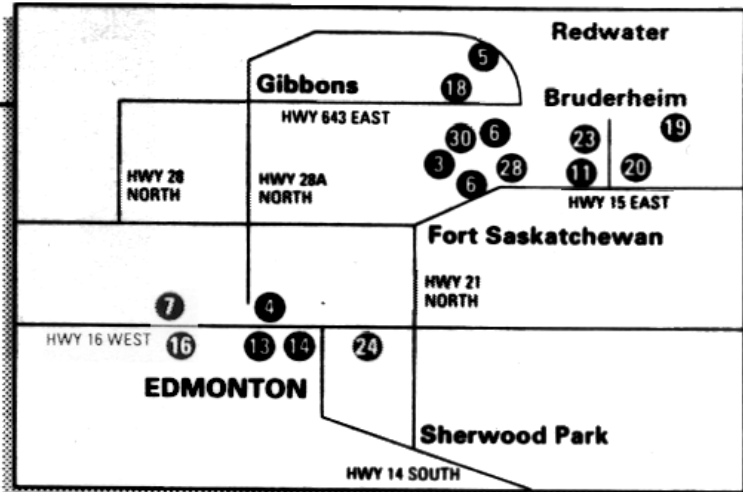 Redwater
5
Gibbons
18
Bruderheim
HWY 643 EAST
30
6
23
19
3
28
11
20
6
HWY 28
NORTH
HWY 28A
NORTH
HWY 15 EAST
Fort Saskatchewan
HWY 21
NORTH
7
4
HWY 16 WEST
16
13
14
24
EDMONTON
Sherwood Park
HWY 14 SOUTH